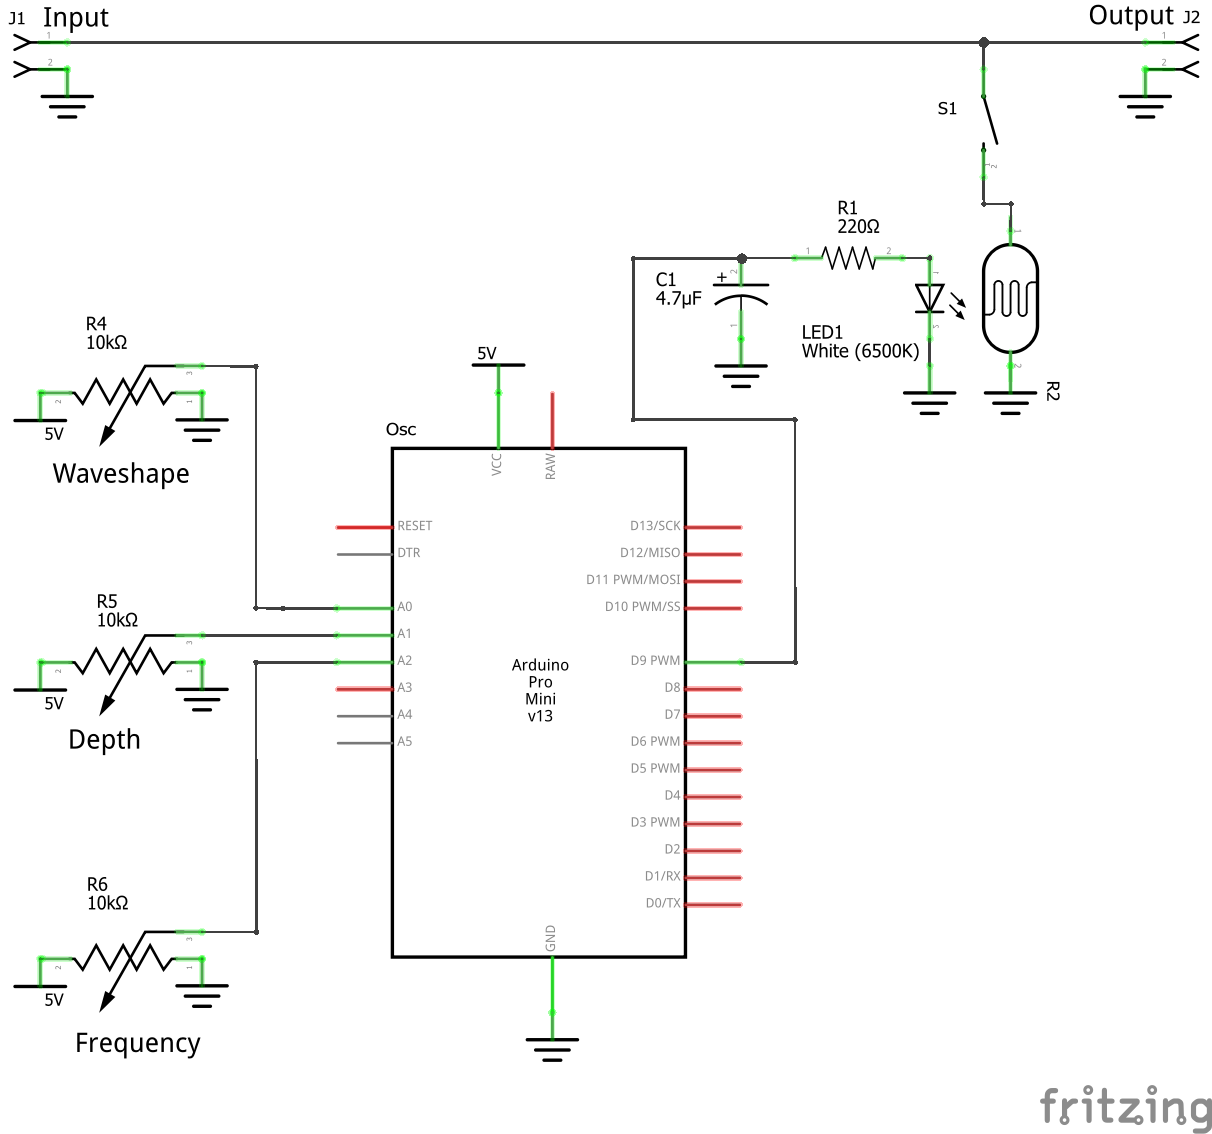 J1 Input
Output J2
1
1
2
2
S1
1
2
R1
220Ω
1
1
2
C1
4.7µF
+
2
1
1
LED1
White (6500K)
2
R2
R4
10kΩ
3
2
1
5V
Waveshape
5V
Osc
VCC
RAW
RESET
DTR
A0
A1
A2
A3
A4
A5
D13/SCK
D12/MISO
D11 PWM/MOSI
D10 PWM/SS
D9 PWM
D8
D7
D6 PWM
D5 PWM
D4
D3 PWM
D2
D1/RX
D0/TX
Arduino
Pro
Mini
v13
GND
R5
10kΩ
3
2
1
5V
Depth
R6
10kΩ
3
2
1
5V
Frequency
fritzing